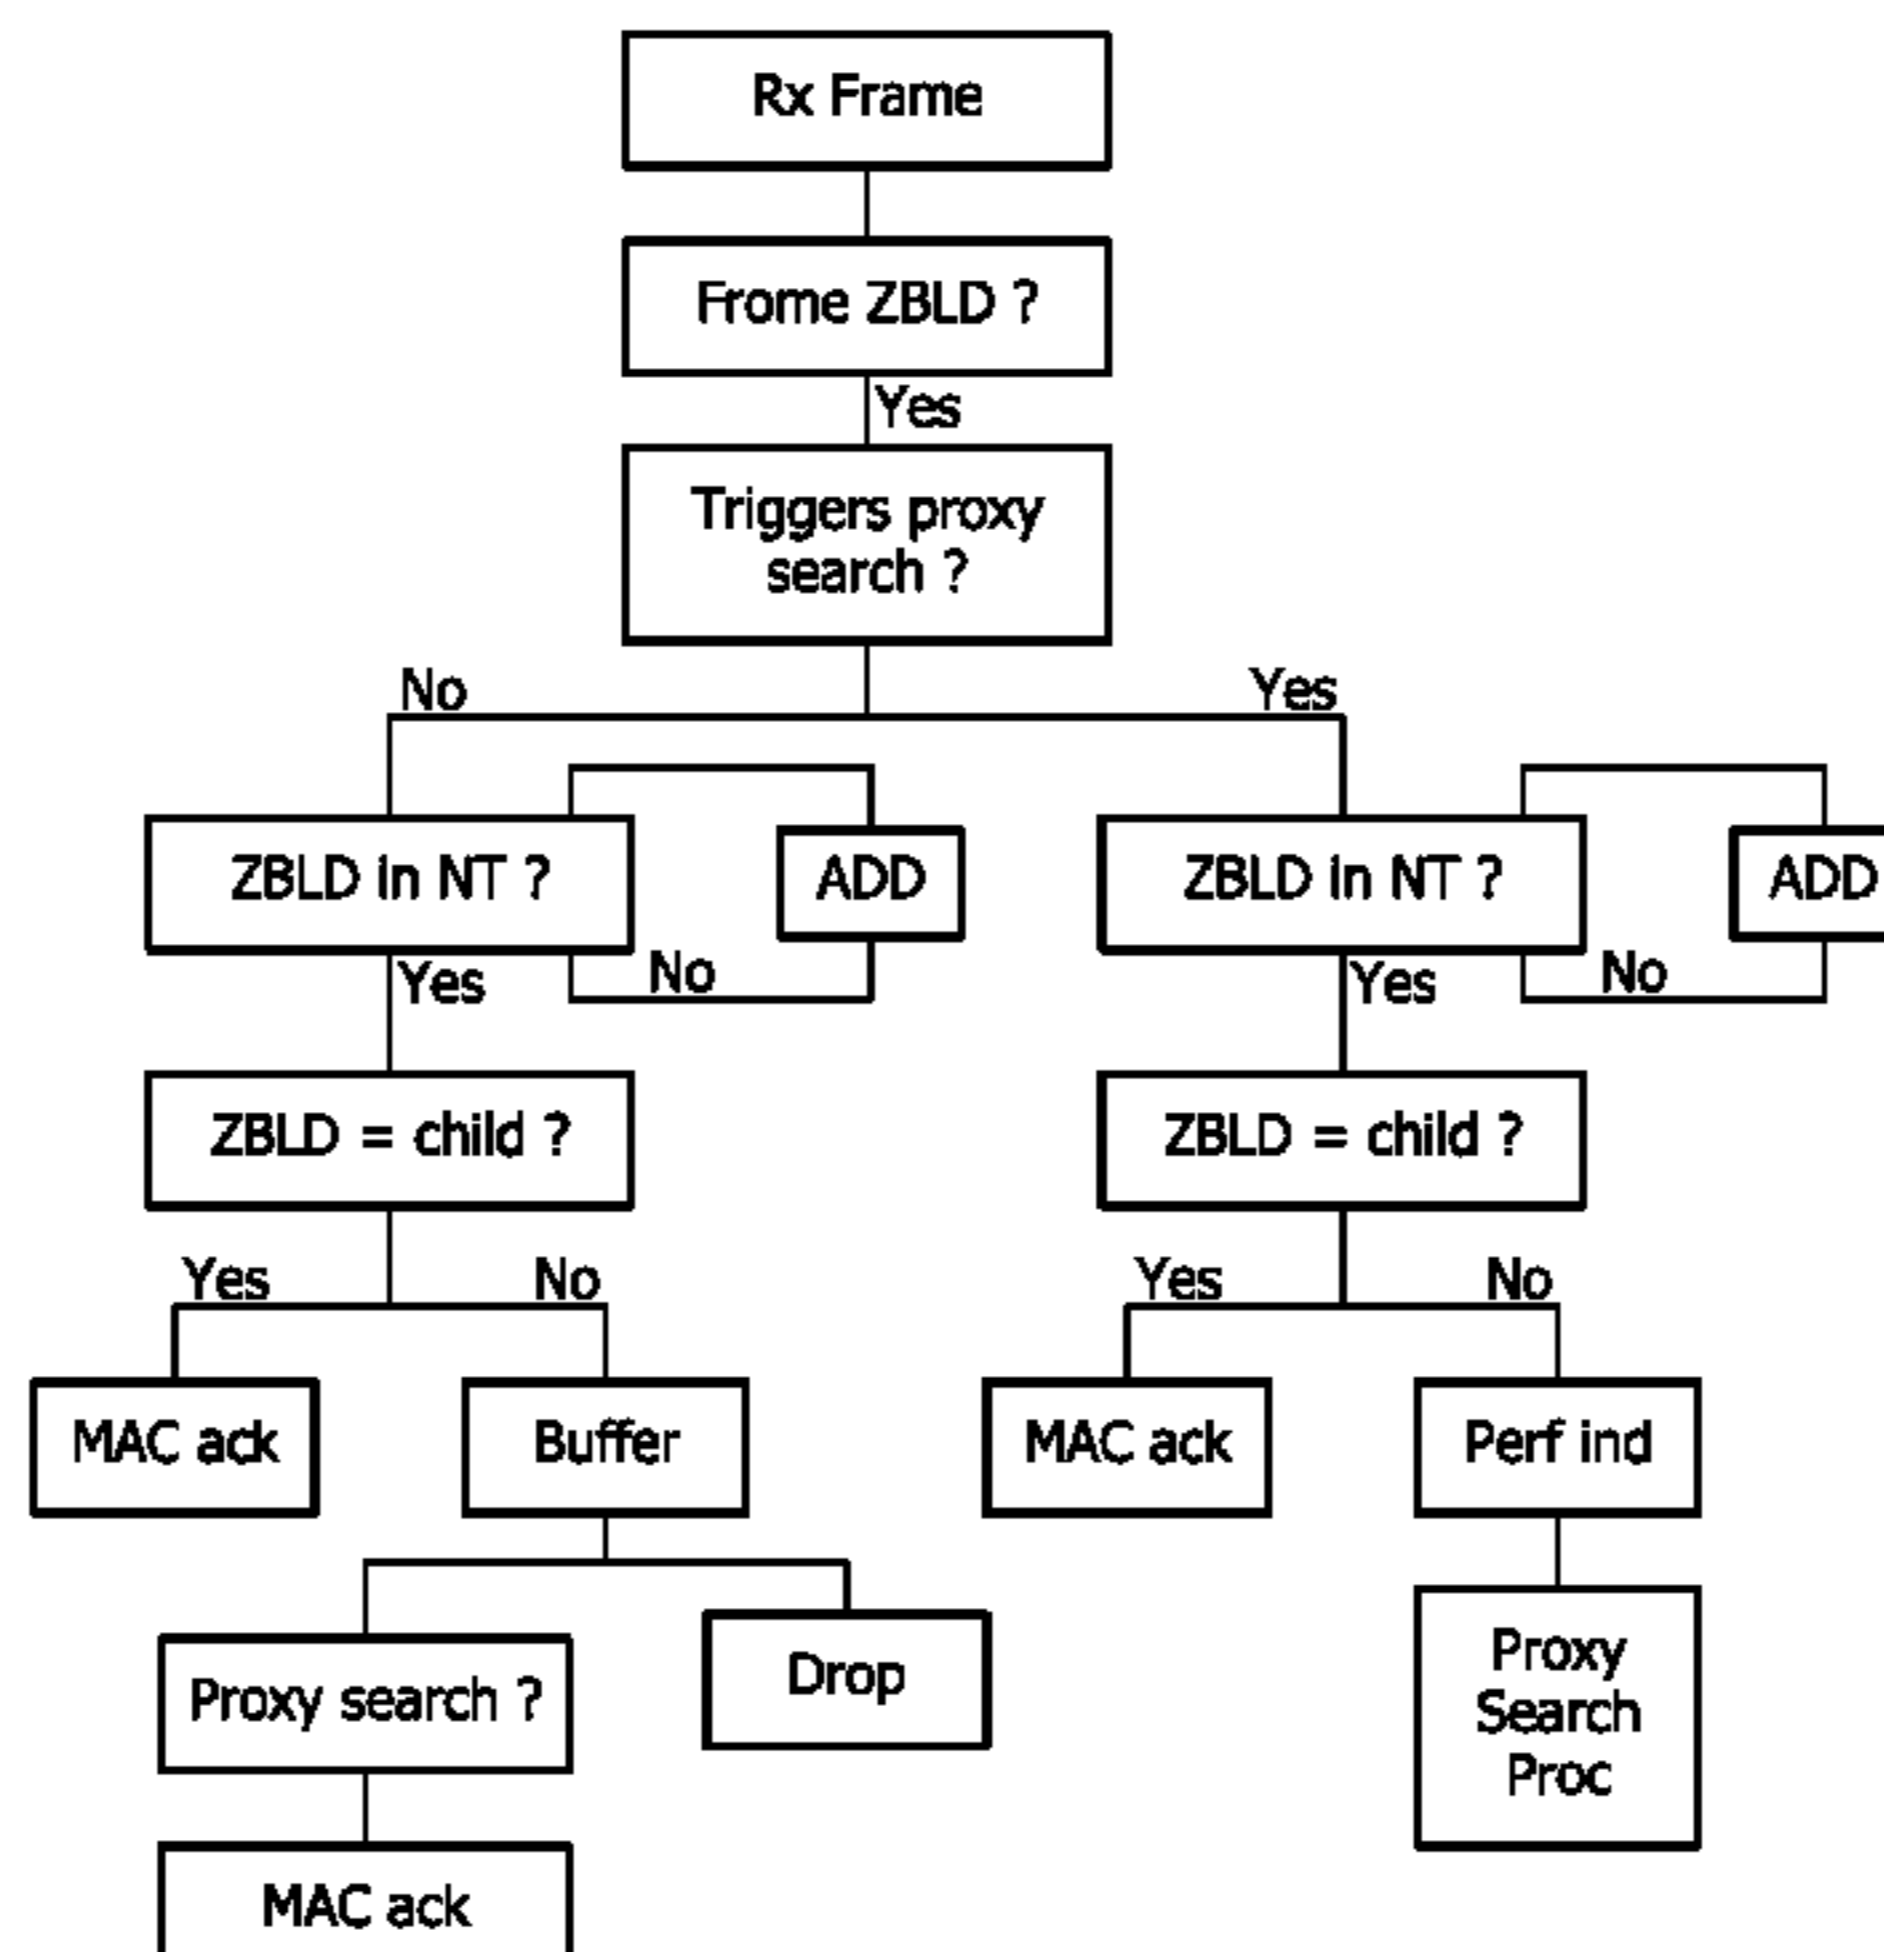 Rx Frame
Frome ZBLD ?
Yes
Triggers proxy
search ?
No
Yes
ZBLD in NT ?
ADD
ZBLD in NT ?
ADD
Yes
No
Yes
No
ZBLD = child ?
ZBLD = child ?
Yes
No
Yes
No
MAC ack
Buffer
MAC ack
Perf ind
Proxy search ?
Drop
Proxy
Search
Proc
MAC ack